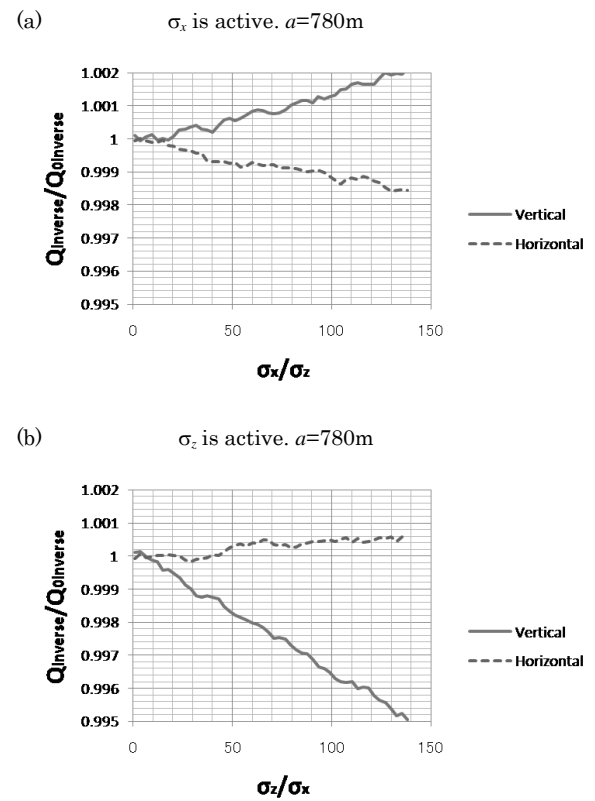 (a)
σx is active. a=780m
1.002
1.001
1
0.999
0.998
0.997
0.996
0.995
QInverse/Q0Inverse
0 50 100 150
σx/σz
Vertical
Horizontal
(b)
σz is active. a=780m
1.002
1.001
1
0.999
0.998
0.997
0.996
0.995
QInverse/Q0Inverse
0 50 100 150
σz/σx
Vertical
Horizontal